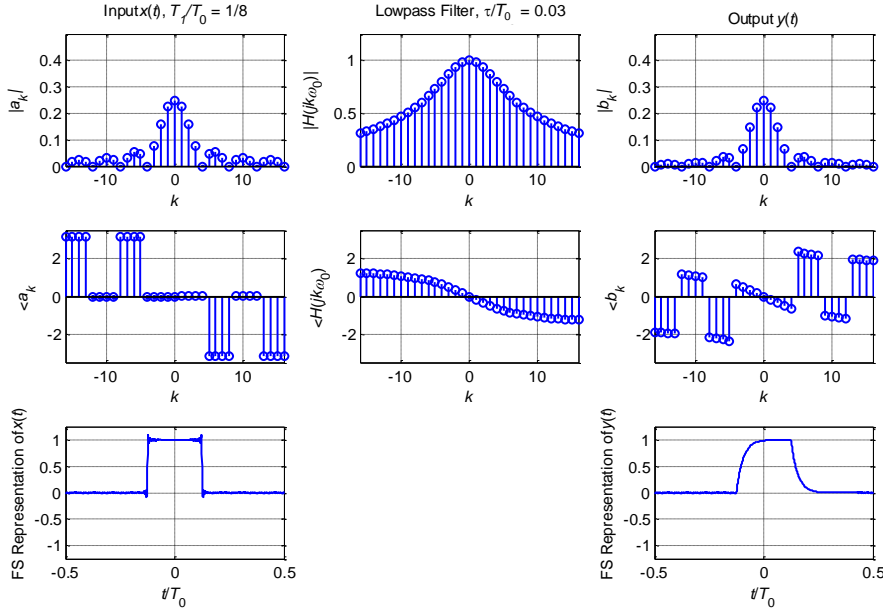 Input x(t), T1/T0 = 1/8
Lowpass Filter, τ/T0 = 0.03
Output y(t)
|ak|
0.4
0.3
0.2
0.1
0
-10
0
10
k
|H(jkω0)|
1
0.5
0
-10
0
10
k
|bk|
0.4
0.3
0.2
0.1
0
-10
0
10
k
<ak
2
0
-2
-10
0
10
k
<H(jkω0)
2
0
-2
-10
0
10
k
<bk
2
0
-2
-10
0
10
k
FS Representation of x(t)
1
0.5
0
-0.5
-1
-0.5
0
0.5
t/T0
FS Representation of y(t)
1
0.5
0
-0.5
-1
-0.5
0
0.5
t/T0